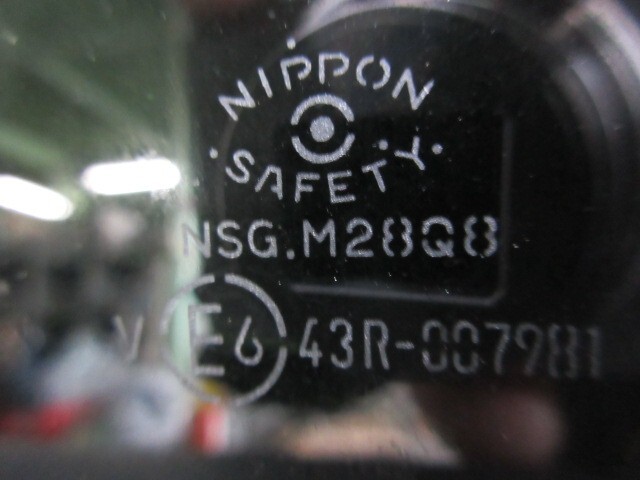 NIPPON
SAFETY
NSG.M28Q8
V E6 43R-007981